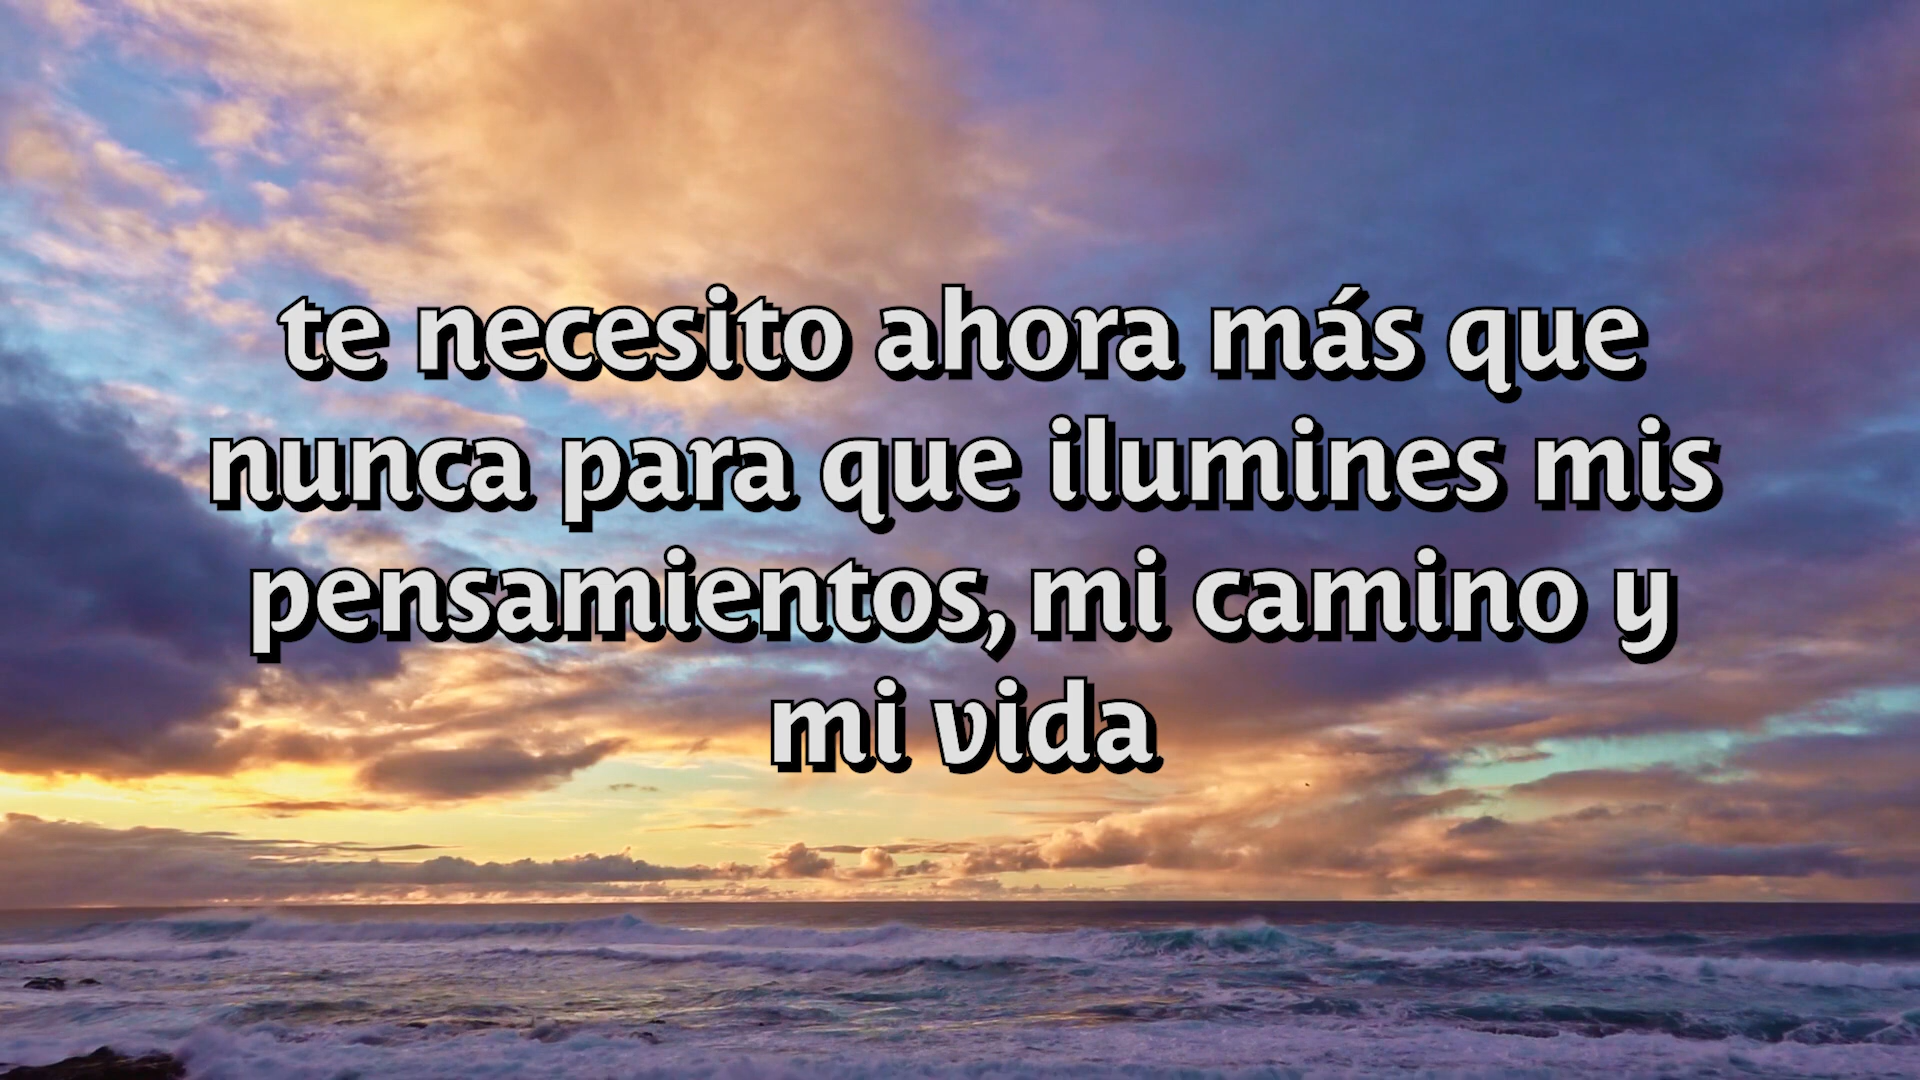 te necesito ahora más que
nunca para que ilumines mis
pensamientos, mi camino y
mi vida